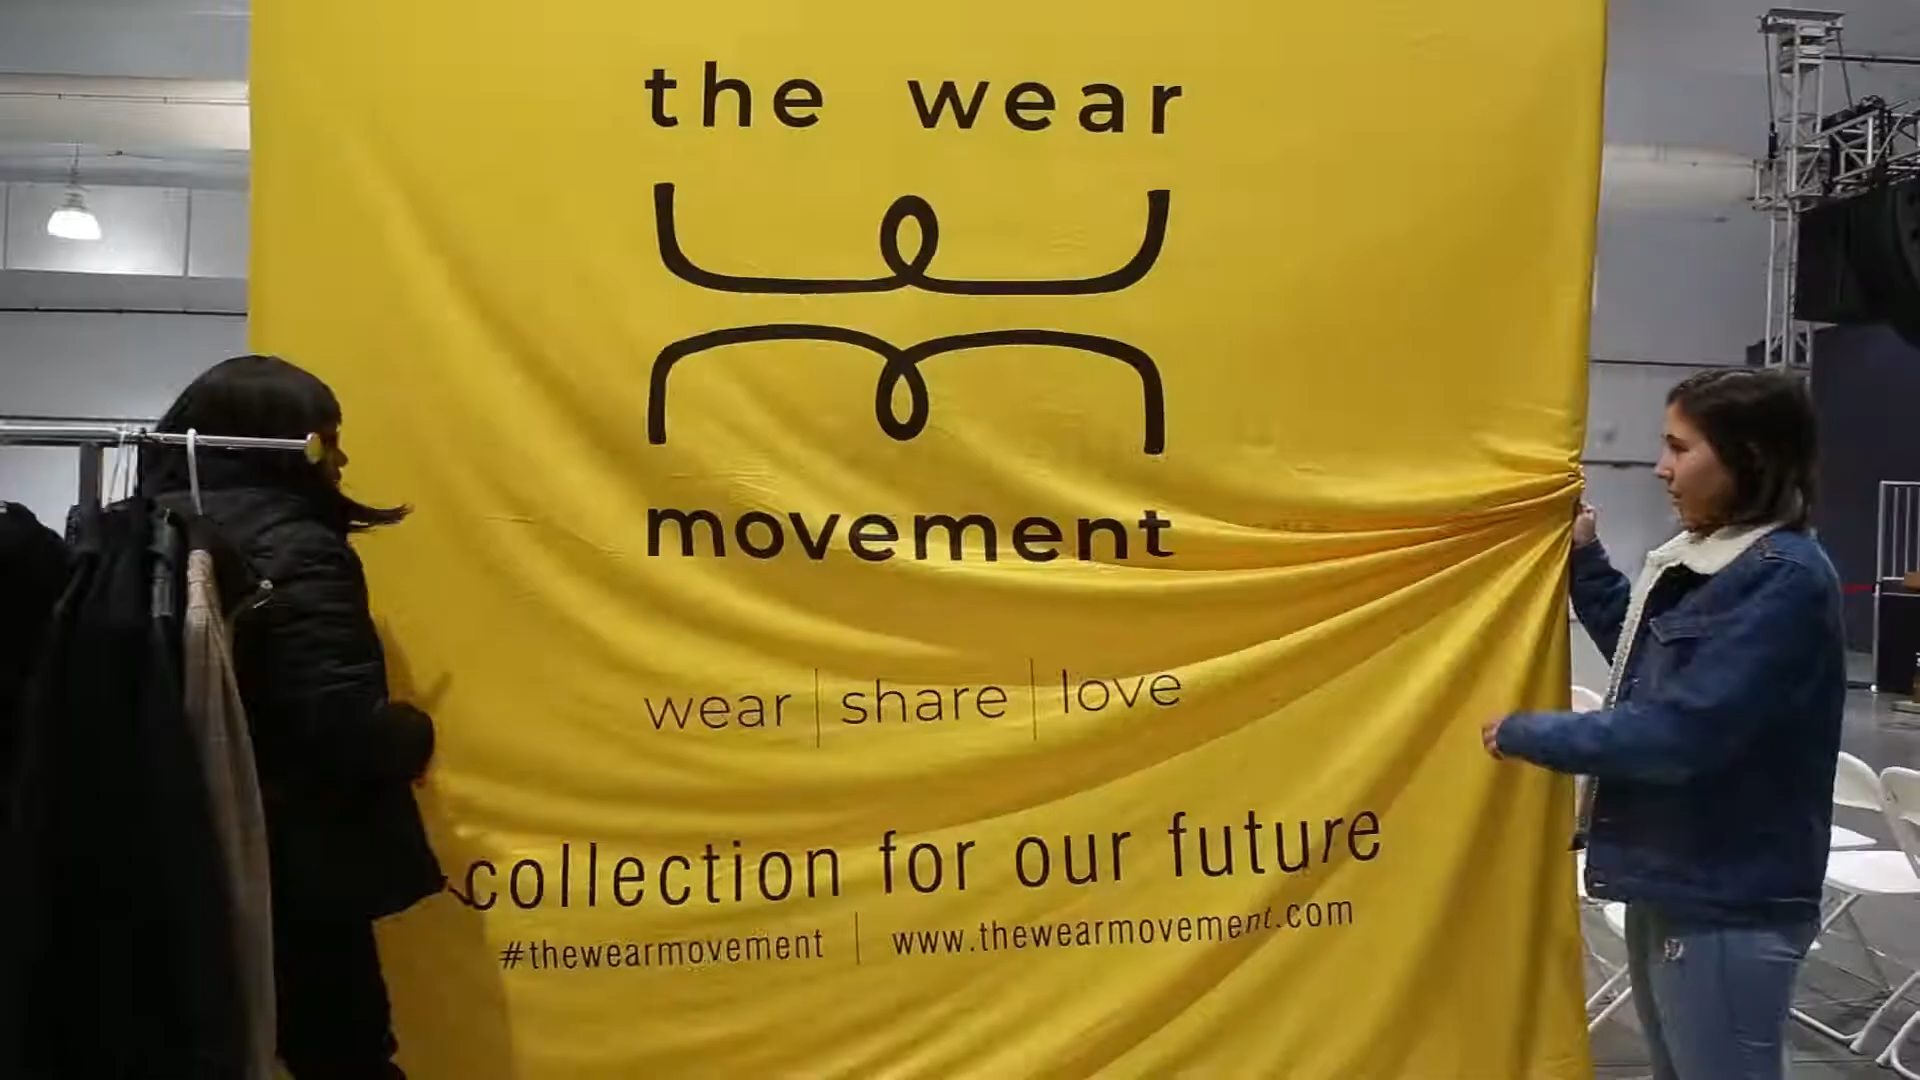 the wear
movement
wear | share | love
collection for our future
#thewearmovement | www.thewearmovement.com